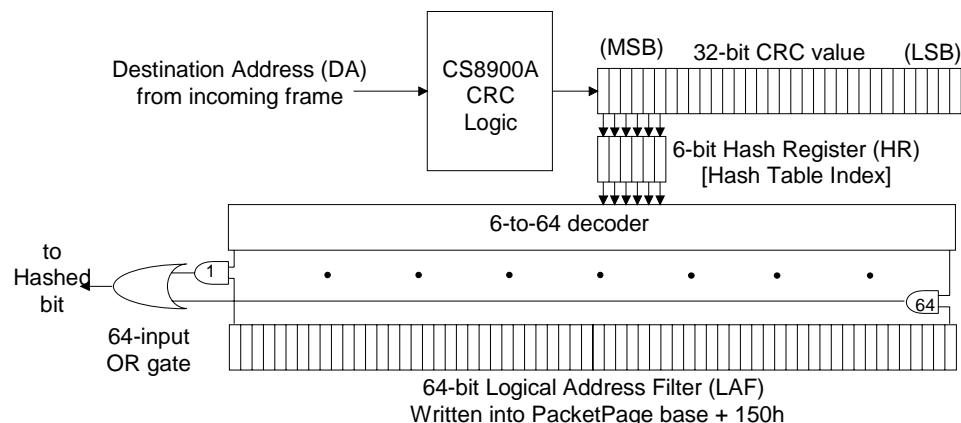 (MSB) 32-bit CRC value (LSB)
Destination Address (DA)
from incoming frame
CS8900A
CRC
Logic
6-bit Hash Register (HR)
[Hash Table Index]
6-to-64 decoder
to
Hashed
bit
1
64
64-input
OR gate
64-bit Logical Address Filter (LAF)
Written into PacketPage base + 150h